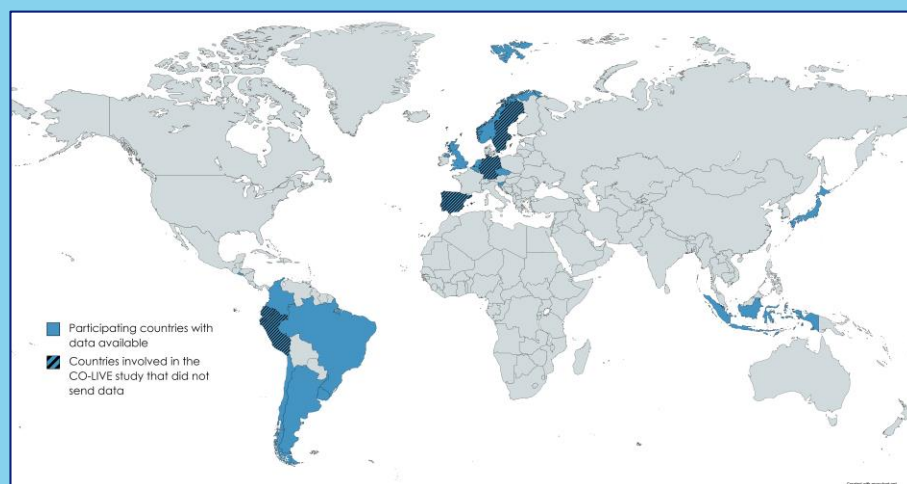 Participating countries with
data available
Countries involved in the
CO-LIVE study that did not
send data